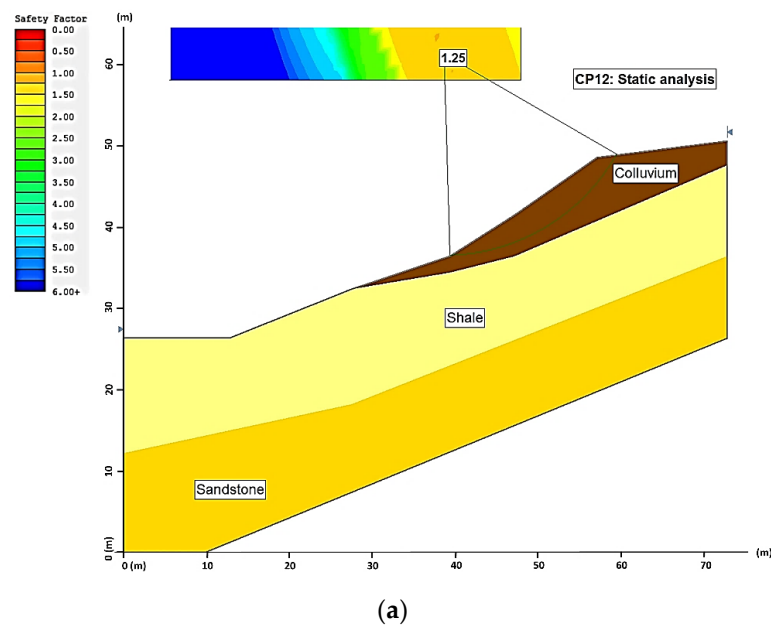 Safety Factor
0.00
0.50
1.00
1.50
2.00
2.50
3.00
3.50
4.00
4.50
5.00
5.50
6.00+
(m)
60
50
40
30
20
10
0 (m)
1.25
CP12: Static analysis
Colluvium
Shale
Sandstone
0 (m)
10
20
30
40
50
60
70
(m)
(a)